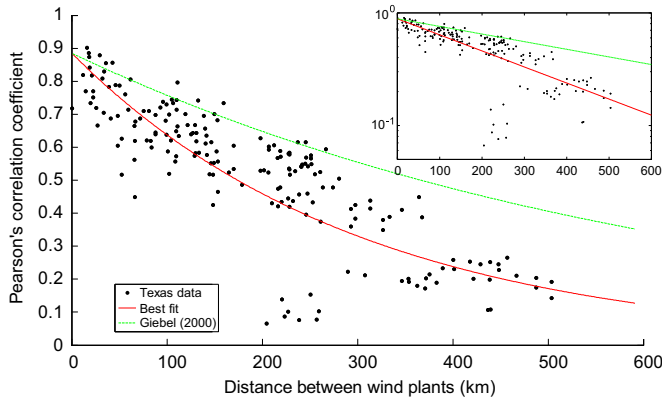 Pearson's correlation coefficient
1
0.9
0.8
0.7
0.6
0.5
0.4
0.3
0.2
0.1
0
0 100 200 300 400 500 600
Distance between wind plants (km)
Texas data
Best fit
Giebel (2000)
10^0
10^-1
0 100 200 300 400 500 600